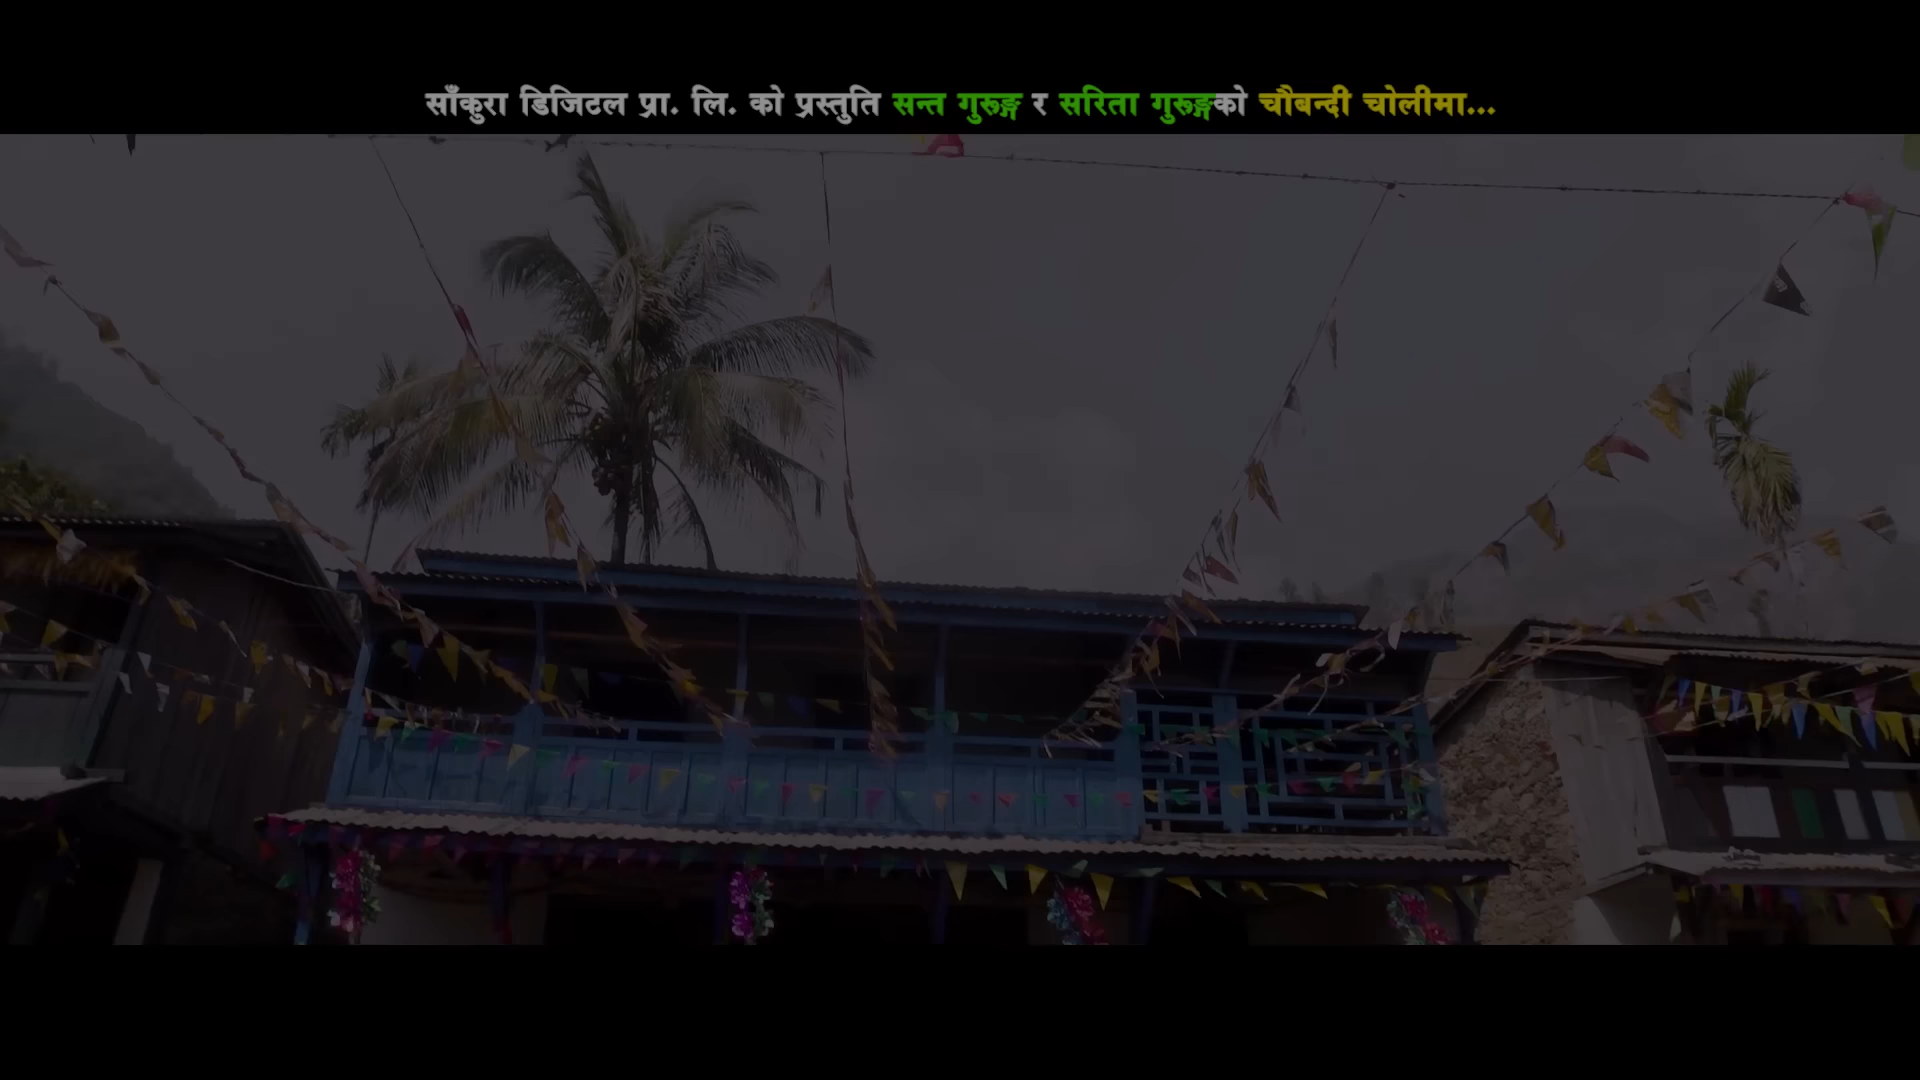 साँकुरा डिजिटल प्रा. लि. को प्रस्तुति सन्त गुरूङ्ग र सरिता गुरूङ्गको चौबन्दी चोलीमा...